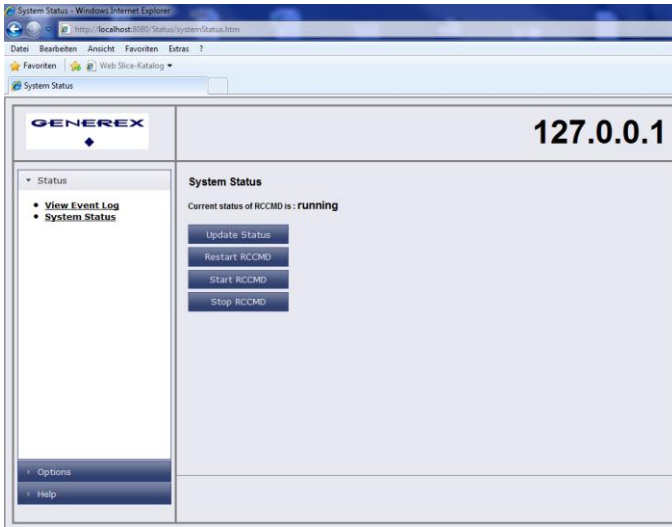 System Status - Windows Internet Explorer
http://localhost:8080/Status/systemStatus.htm
Datei Bearbeiten Ansicht Favoriten Extras ?
Favoriten Web Slice-Katalog
System Status
GENEREX
127.0.0.1
Status
View Event Log
System Status
System Status
Current status of RCCMD is : running
Update Status
Restart RCCMD
Start RCCMD
Stop RCCMD
Options
Help